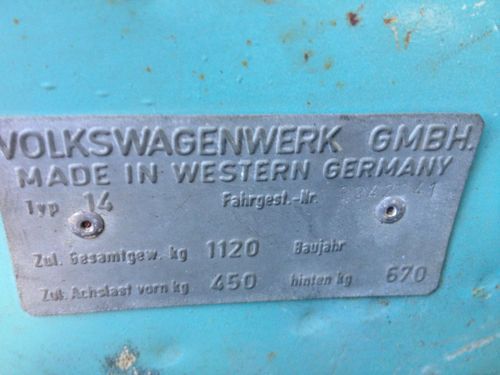 VOLKSWAGENWERK GMBH.
MADE IN WESTERN GERMANY
Typ 14 Fahrgest.-Nr.
Zul. Gesamtgew. kg 1120 Baujahr
Zul. Achslast vorn kg 450 hinten kg 670